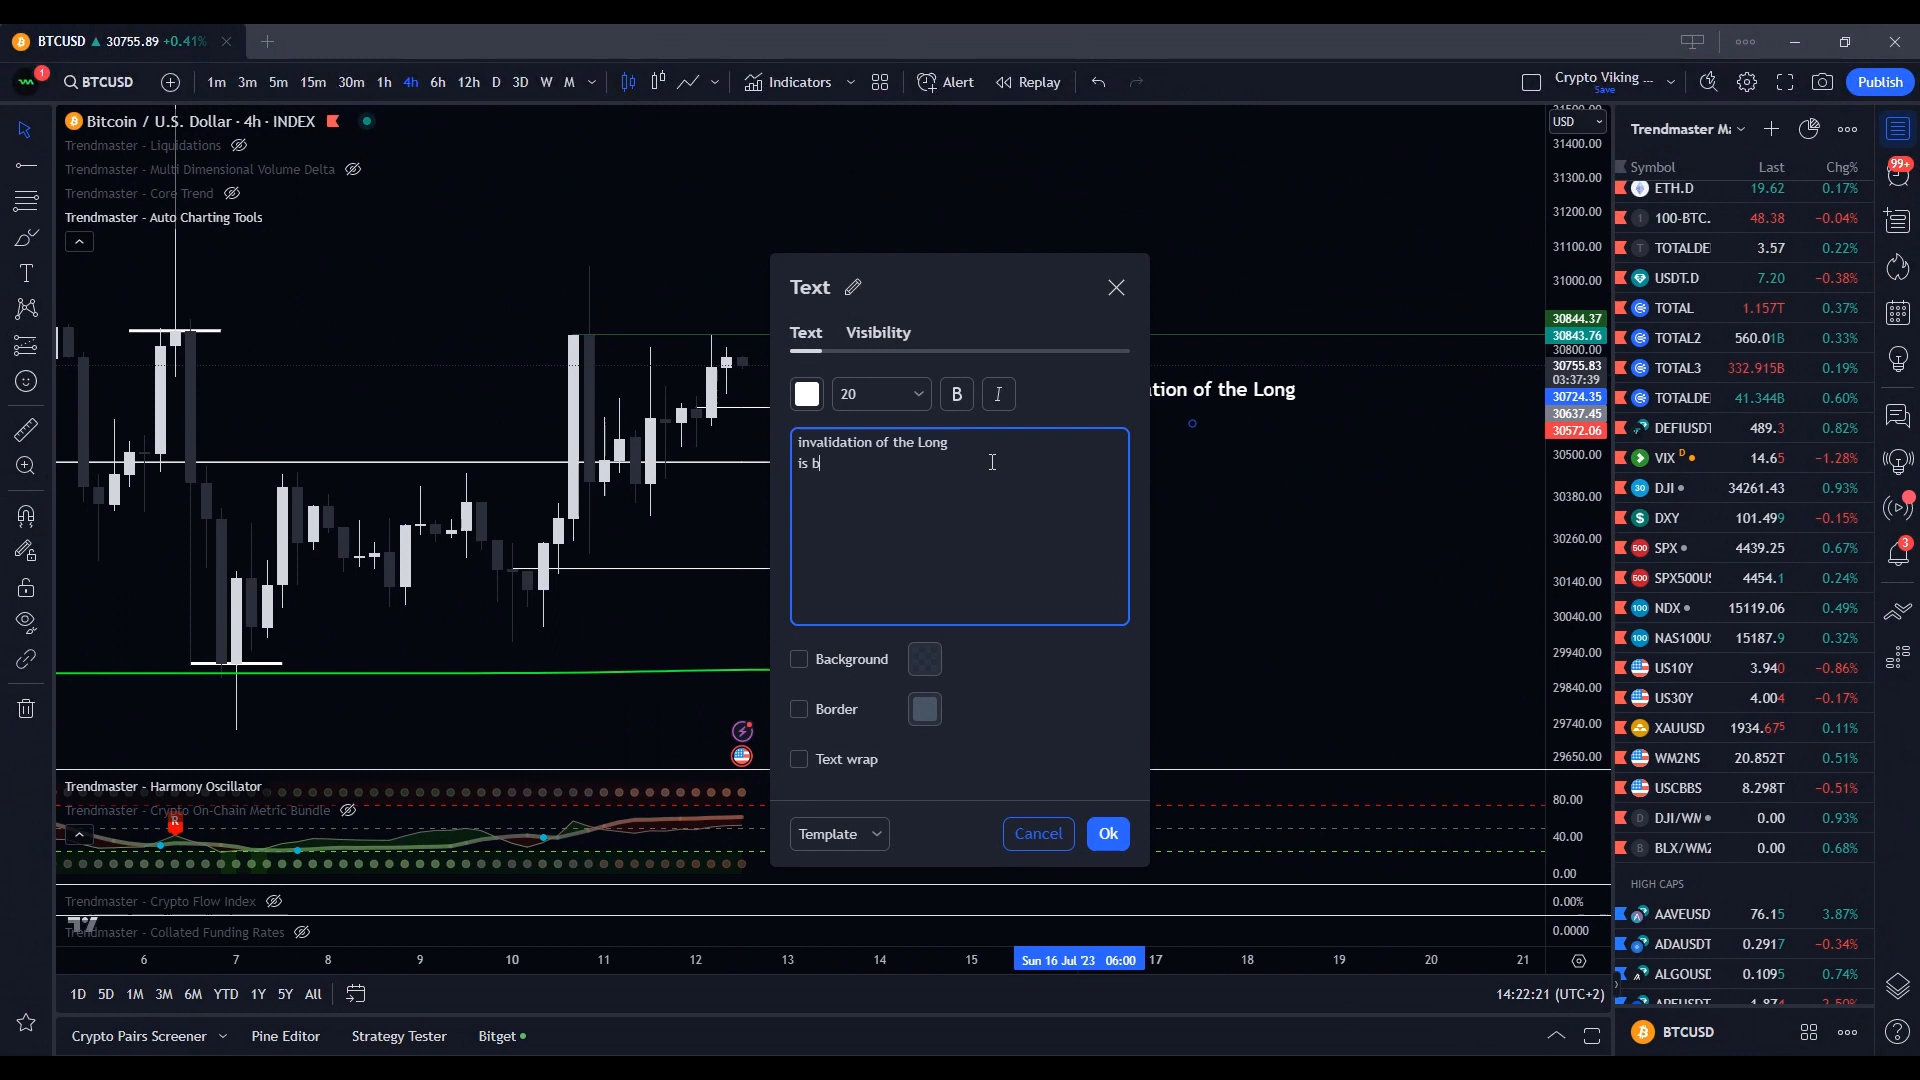 BTCUSD ▲ 30755.89 +0.41%
1
BTCUSD
1m 3m 5m 15m 30m 1h 4h 6h 12h D 3D W M
Indicators
Alert
Replay
Crypto Viking ...
Save
Publish
Bitcoin / U.S. Dollar · 4h · INDEX
Trendmaster - Liquidations
Trendmaster - Multi Dimensional Volume Delta
Trendmaster - Core Trend
Trendmaster - Auto Charting Tools
Text
Text Visibility
20
B
I
invalidation of the Long
is b
Background
Border
Text wrap
Template
Cancel
Ok
tion of the Long
USD
31400.00
31300.00
31200.00
31100.00
31000.00
30844.37
30843.76
30800.00
30755.83
03:37:39
30724.35
30637.45
30572.06
30500.00
30380.00
30260.00
30140.00
30040.00
29940.00
29840.00
29740.00
29650.00
80.00
40.00
0.00
0.00%
0.0000
Trendmaster - Harmony Oscillator
Trendmaster - Crypto On-Chain Metric Bundle
R
Trendmaster - Crypto Flow Index
Trendmaster - Collated Funding Rates
6 7 8 9 10 11 12 13 14 15 Sun 16 Jul '23 06:00 17 18 19 20 21
1D 5D 1M 3M 6M YTD 1Y 5Y All
14:22:21 (UTC+2)
Crypto Pairs Screener
Pine Editor
Strategy Tester
Bitget
Trendmaster Ma
Symbol Last Chg%
ETH.D 19.62 0.17%
100-BTC. 48.38 −0.04%
TOTALDE 3.57 0.22%
USDT.D 7.20 −0.38%
TOTAL 1.157T 0.37%
TOTAL2 560.01B 0.33%
TOTAL3 332.915B 0.19%
TOTALDE 41.344B 0.60%
DEFIUSDT 489.3 0.82%
VIX D 14.65 −1.28%
30 DJI 34261.43 0.93%
$ DXY 101.499 −0.15%
500 SPX 4439.25 0.67%
500 SPX500U 4454.1 0.24%
100 NDX 15119.06 0.49%
100 NAS100U 15187.9 0.32%
US10Y 3.940 −0.86%
US30Y 4.004 −0.17%
XAUUSD 1934.675 0.11%
WM2NS 20.852T 0.51%
USCBBS 8.298T −0.51%
D DJI/WM 0.00 0.93%
B BLX/WM2 0.00 0.68%
HIGH CAPS
AAVEUSD 76.15 3.87%
ADAUSDT 0.2917 −0.34%
ALGOUSD 0.1095 0.74%
BTCUSD
99+
3